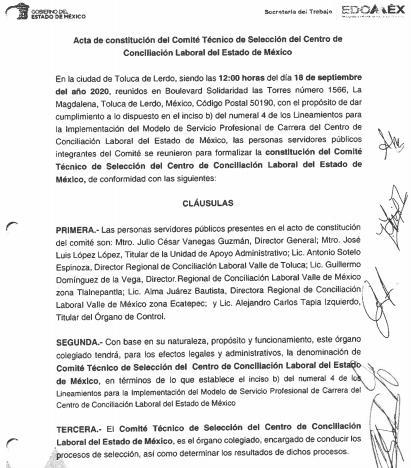 GOBIERNO DEL
ESTADO DE MÉXICO
Secretaría del Trabajo
EDOMÉX
Acta de constitución del Comité Técnico de Selección del Centro de
Conciliación Laboral del Estado de México
En la ciudad de Toluca de Lerdo, siendo las 12:00 horas del día 18 de septiembre
del año 2020, reunidos en Boulevard Solidaridad las Torres número 1566, La
Magdalena, Toluca de Lerdo, México, Código Postal 50190, con el propósito de dar
cumplimiento a lo dispuesto en el inciso b) del numeral 4 de los Lineamientos para
la Implementación del Modelo de Servicio Profesional de Carrera del Centro de
Conciliación Laboral del Estado de México, las personas servidores públicos
integrantes del Comité se reunieron para formalizar la constitución del Comité
Técnico de Selección del Centro de Conciliación Laboral del Estado de
México, de conformidad con las siguientes:
CLÁUSULAS
PRIMERA.- Las personas servidores públicos presentes en el acto de constitución
del comité son: Mtro. Julio César Vanegas Guzmán, Director General; Mtro. José
Luis López López, Titular de la Unidad de Apoyo Administrativo; Lic. Antonio Sotelo
Espinoza, Director Regional de Conciliación Laboral Valle de Toluca; Lic. Guillermo
Domínguez de la Vega, Director Regional de Conciliación Laboral Valle de México
zona Tlalnepantla; Lic. Alma Juárez Bautista, Directora Regional de Conciliación
Laboral Valle de México zona Ecatepec; y Lic. Alejandro Carlos Tapia Izquierdo,
Titular del Órgano de Control.
SEGUNDA.- Con base en su naturaleza, propósito y funcionamiento, este órgano
colegiado tendrá, para los efectos legales y administrativos, la denominación de
Comité Técnico de Selección del Centro de Conciliación Laboral del Estado
de México, en términos de lo que establece el inciso b) del numeral 4 de los
Lineamientos para la Implementación del Modelo de Servicio Profesional de Carrera del
Centro de Conciliación Laboral del Estado de México
TERCERA.- El Comité Técnico de Selección del Centro de Conciliación
Laboral del Estado de México, es el órgano colegiado, encargado de conducir los
procesos de selección, así como determinar los resultados de dichos procesos.